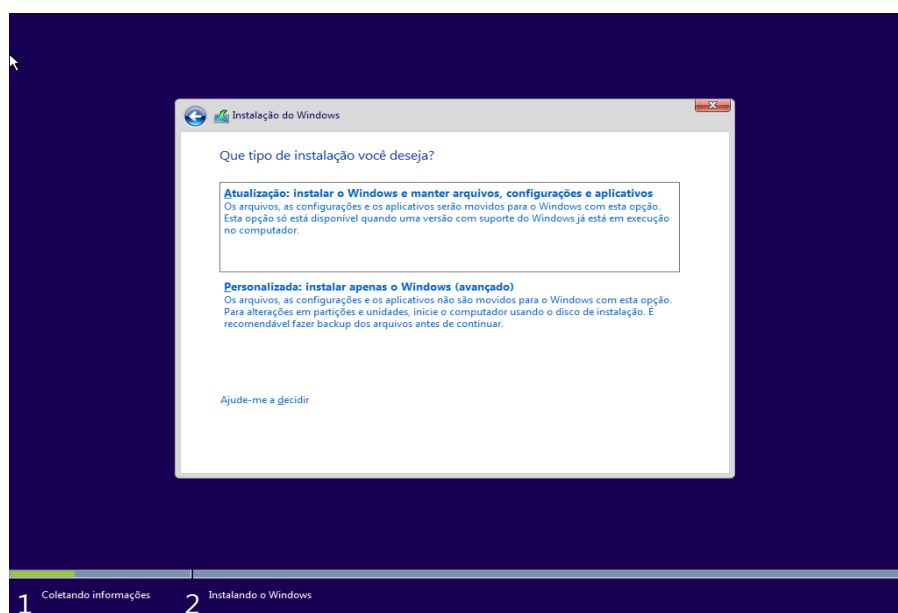 Instalação do Windows
Que tipo de instalação você deseja?
Atualização: instalar o Windows e manter arquivos, configurações e aplicativos
Os arquivos, as configurações e os aplicativos serão movidos para o Windows com esta opção.
Esta opção só está disponível quando uma versão com suporte do Windows já está em execução
no computador.
Personalizada: instalar apenas o Windows (avançado)
Os arquivos, as configurações e os aplicativos não são movidos para o Windows com esta opção.
Para alterações em partições e unidades, inicie o computador usando o disco de instalação. É
recomendável fazer backup dos arquivos antes de continuar.
Ajude-me a decidir
1 Coletando informações
2 Instalando o Windows